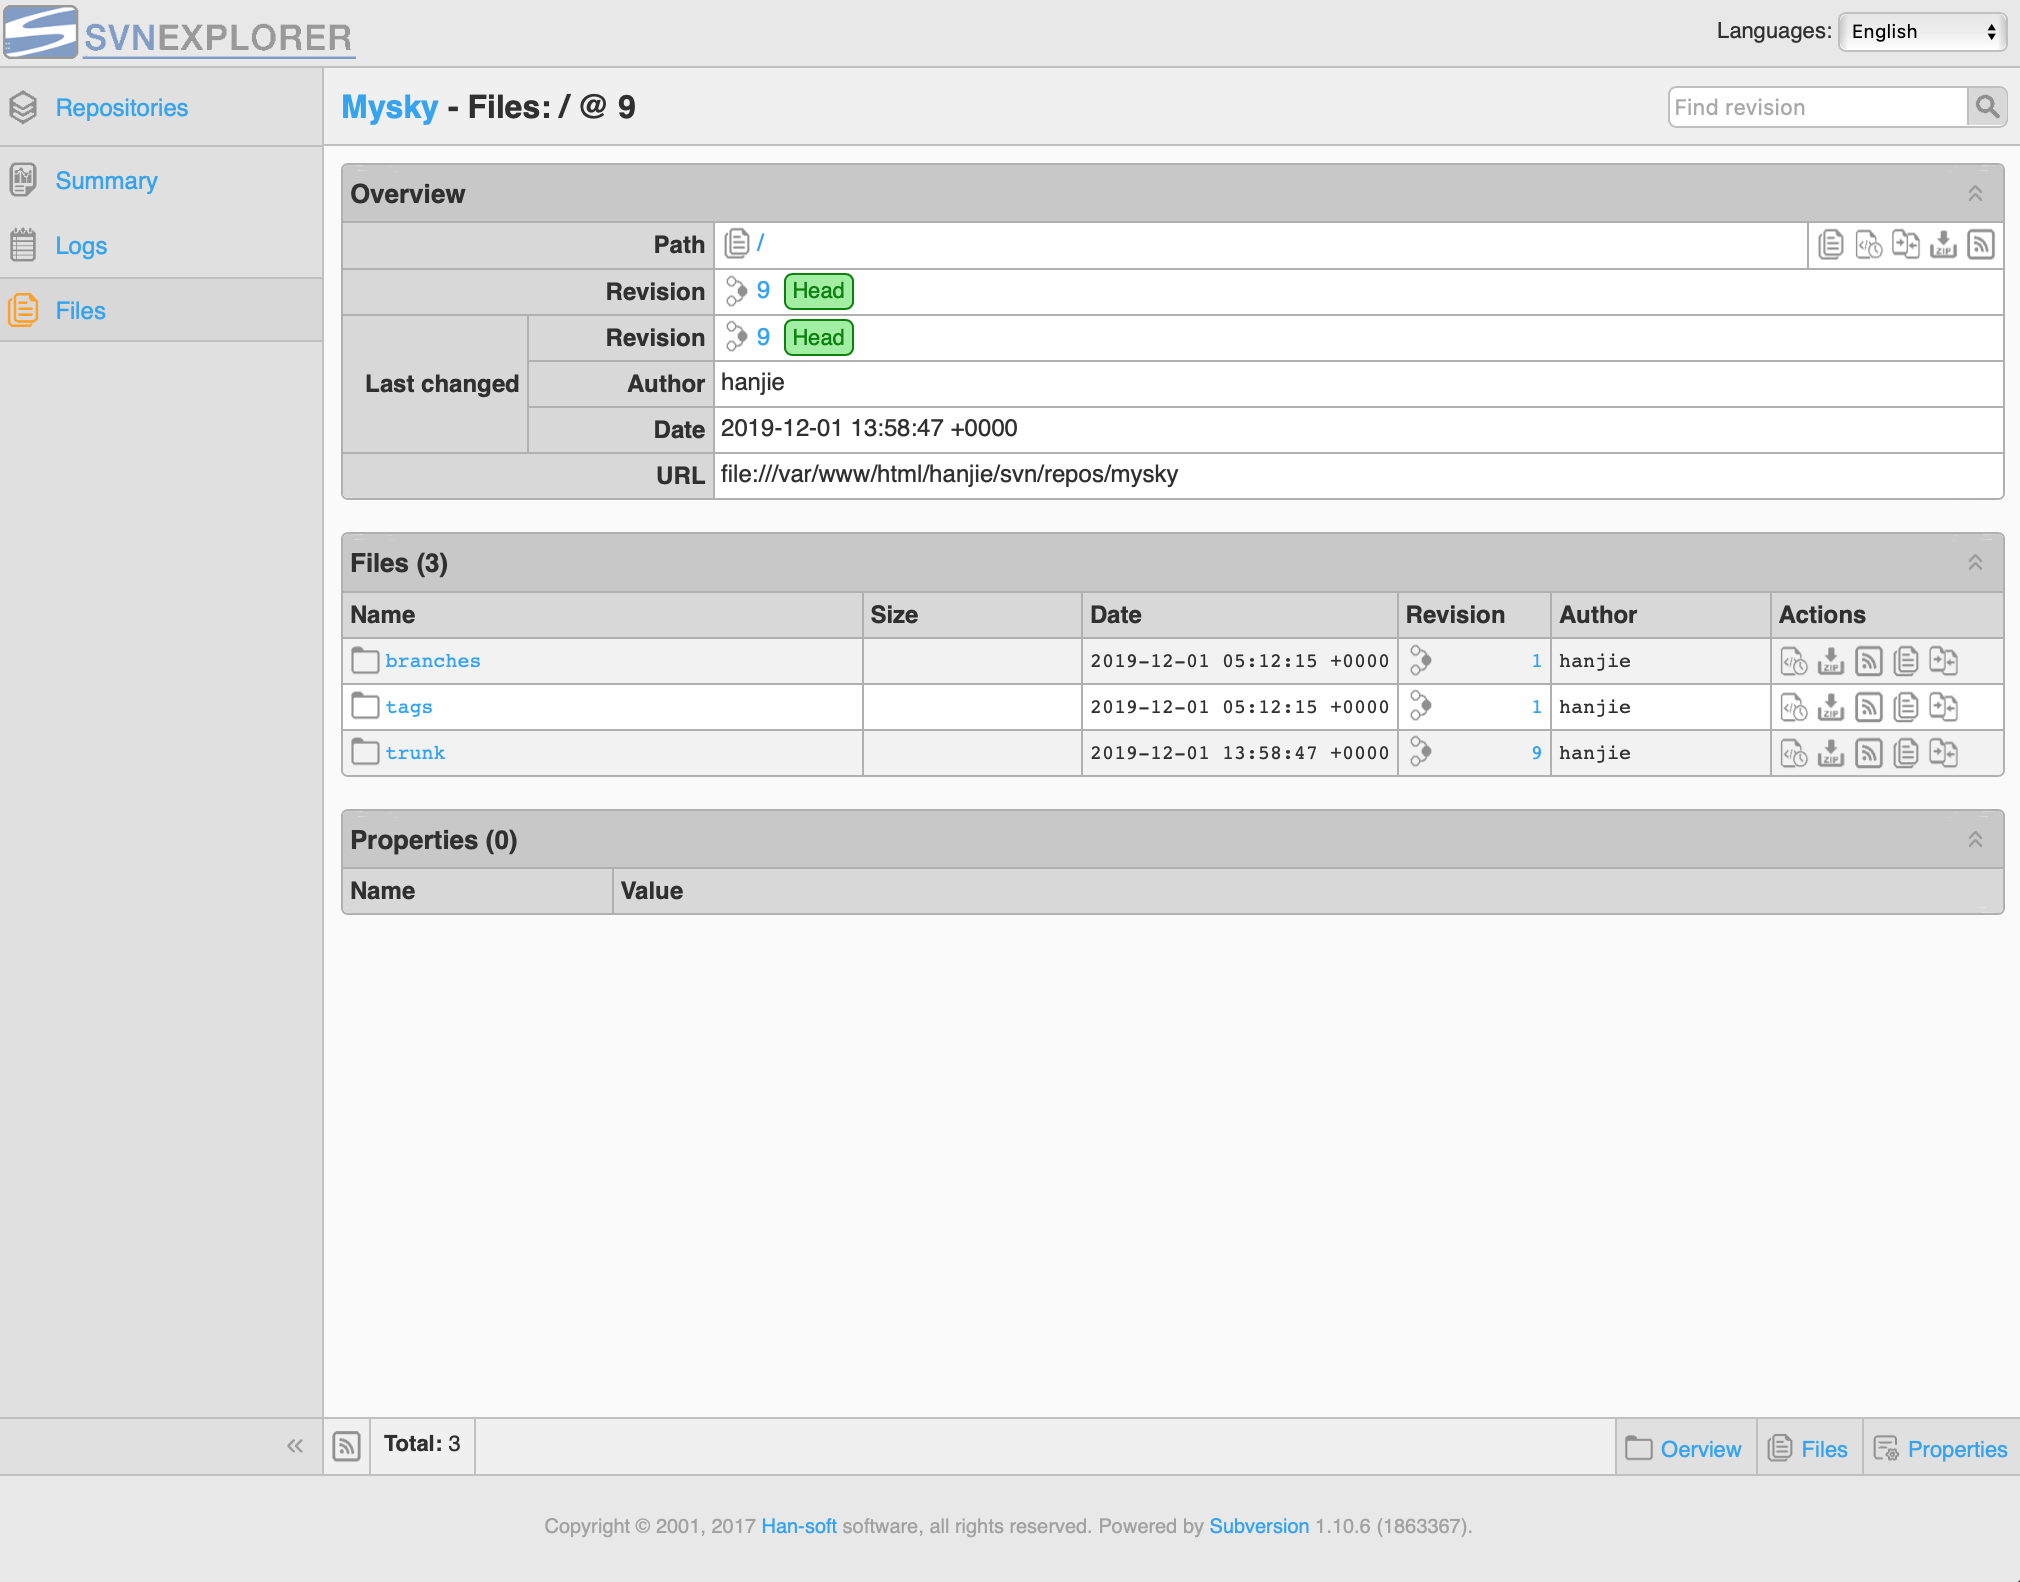 SVNEXPLORER
Languages: English
Repositories
Summary
Logs
Files
Mysky - Files: / @ 9
Find revision
Overview
Path /
Revision 9 Head
Last changed Revision 9 Head
Author hanjie
Date 2019-12-01 13:58:47 +0000
URL file:///var/www/html/hanjie/svn/repos/mysky
Files (3)
Name Size Date Revision Author Actions
branches 2019-12-01 05:12:15 +0000 1 hanjie
tags 2019-12-01 05:12:15 +0000 1 hanjie
trunk 2019-12-01 13:58:47 +0000 9 hanjie
Properties (0)
Name Value
Total: 3
Oerview Files Properties
Copyright © 2001, 2017 Han-soft software, all rights reserved. Powered by Subversion 1.10.6 (1863367).